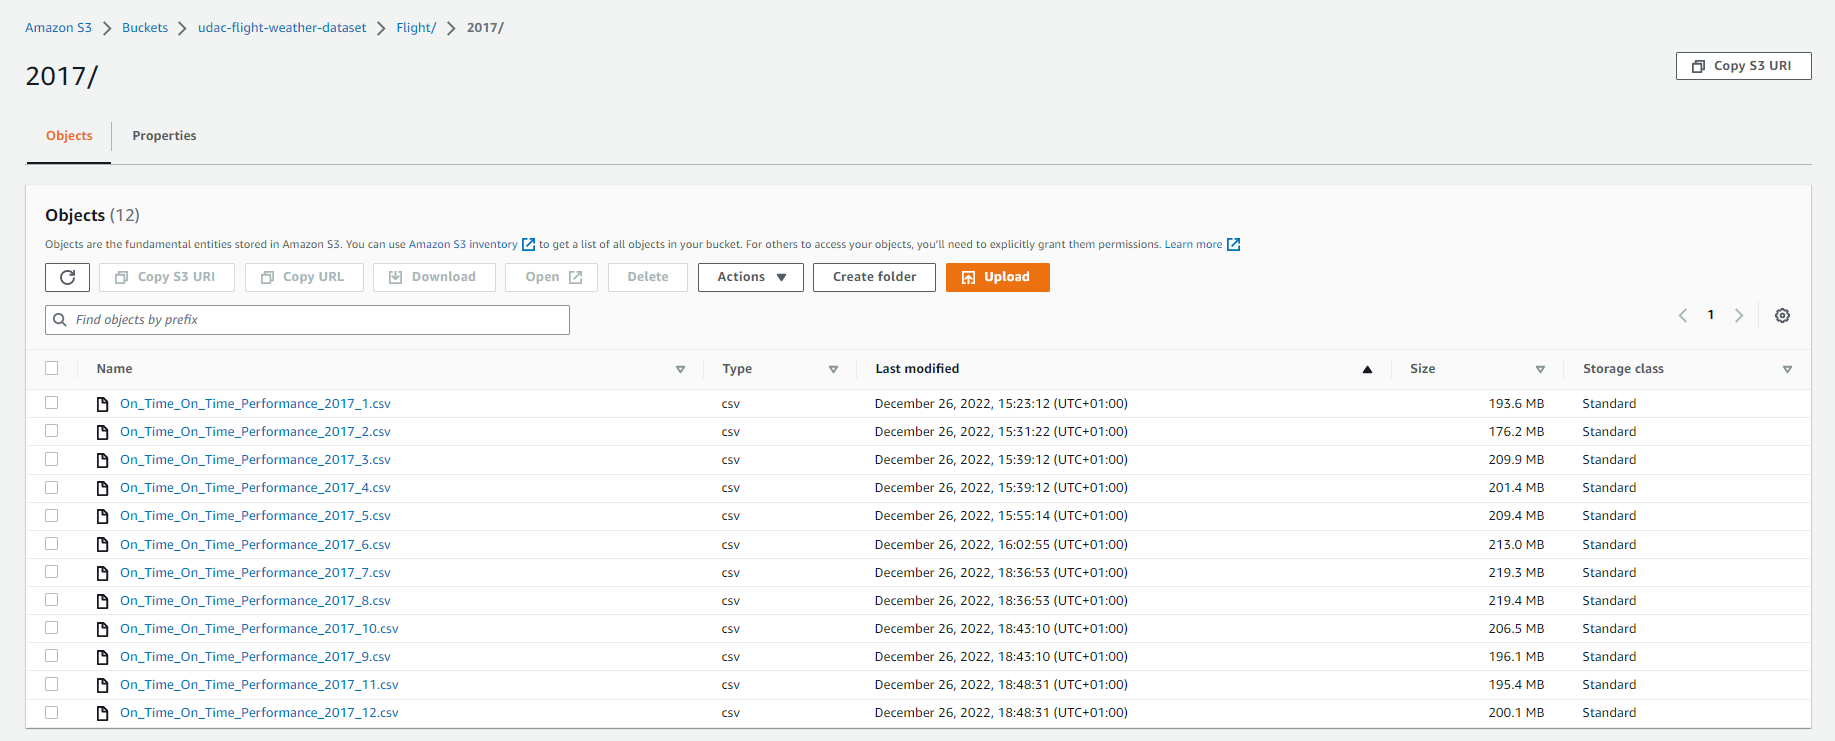 Amazon S3 > Buckets > udac-flight-weather-dataset > Flight/ > 2017/
2017/
Copy S3 URI
Objects Properties
Objects (12)
Objects are the fundamental entities stored in Amazon S3. You can use Amazon S3 inventory to get a list of all objects in your bucket. For others to access your objects, you'll need to explicitly grant them permissions. Learn more
Copy S3 URI Copy URL Download Open Delete Actions Create folder Upload
Find objects by prefix
1
Name Type Last modified Size Storage class
On_Time_On_Time_Performance_2017_1.csv csv December 26, 2022, 15:23:12 (UTC+01:00) 193.6 MB Standard
On_Time_On_Time_Performance_2017_2.csv csv December 26, 2022, 15:31:22 (UTC+01:00) 176.2 MB Standard
On_Time_On_Time_Performance_2017_3.csv csv December 26, 2022, 15:39:12 (UTC+01:00) 209.9 MB Standard
On_Time_On_Time_Performance_2017_4.csv csv December 26, 2022, 15:39:12 (UTC+01:00) 201.4 MB Standard
On_Time_On_Time_Performance_2017_5.csv csv December 26, 2022, 15:55:14 (UTC+01:00) 209.4 MB Standard
On_Time_On_Time_Performance_2017_6.csv csv December 26, 2022, 16:02:55 (UTC+01:00) 213.0 MB Standard
On_Time_On_Time_Performance_2017_7.csv csv December 26, 2022, 18:36:53 (UTC+01:00) 219.3 MB Standard
On_Time_On_Time_Performance_2017_8.csv csv December 26, 2022, 18:36:53 (UTC+01:00) 219.4 MB Standard
On_Time_On_Time_Performance_2017_10.csv csv December 26, 2022, 18:43:10 (UTC+01:00) 206.5 MB Standard
On_Time_On_Time_Performance_2017_9.csv csv December 26, 2022, 18:43:10 (UTC+01:00) 196.1 MB Standard
On_Time_On_Time_Performance_2017_11.csv csv December 26, 2022, 18:48:31 (UTC+01:00) 195.4 MB Standard
On_Time_On_Time_Performance_2017_12.csv csv December 26, 2022, 18:48:31 (UTC+01:00) 200.1 MB Standard